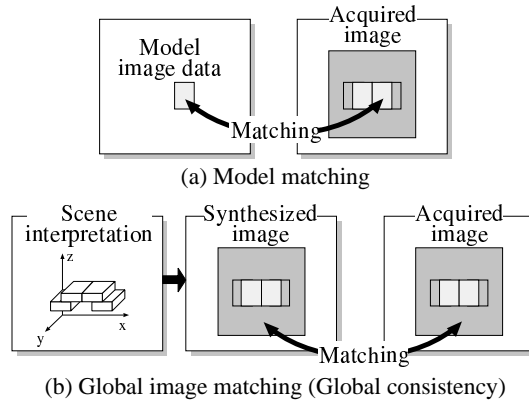 Model
image data
Acquired
image
Matching
(a) Model matching
Scene
interpretation
z
y
x
Synthesized
image
Acquired
image
Matching
(b) Global image matching (Global consistency)